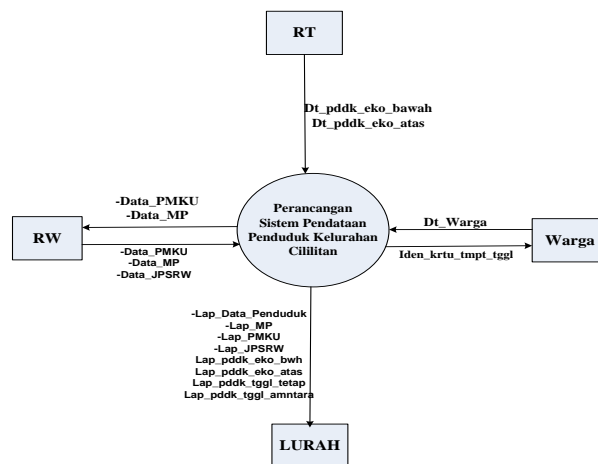 RT
Dt_pddk_eko_bawah
Dt_pddk_eko_atas
-Data_PMKU
-Data_MP
RW
-Data_PMKU
-Data_MP
-Data_JPSRW
Perancangan
Sistem Pendataan
Penduduk Kelurahan
Cililitan
Dt_Warga
Iden_krtu_tmpt_tggl
Warga
-Lap_Data_Penduduk
-Lap_MP
-Lap_PMKU
-Lap_JPSRW
Lap_pddk_eko_bwh
Lap_pddk_eko_atas
Lap_pddk_tggl_tetap
Lap_pddk_tggl_amntara
LURAH